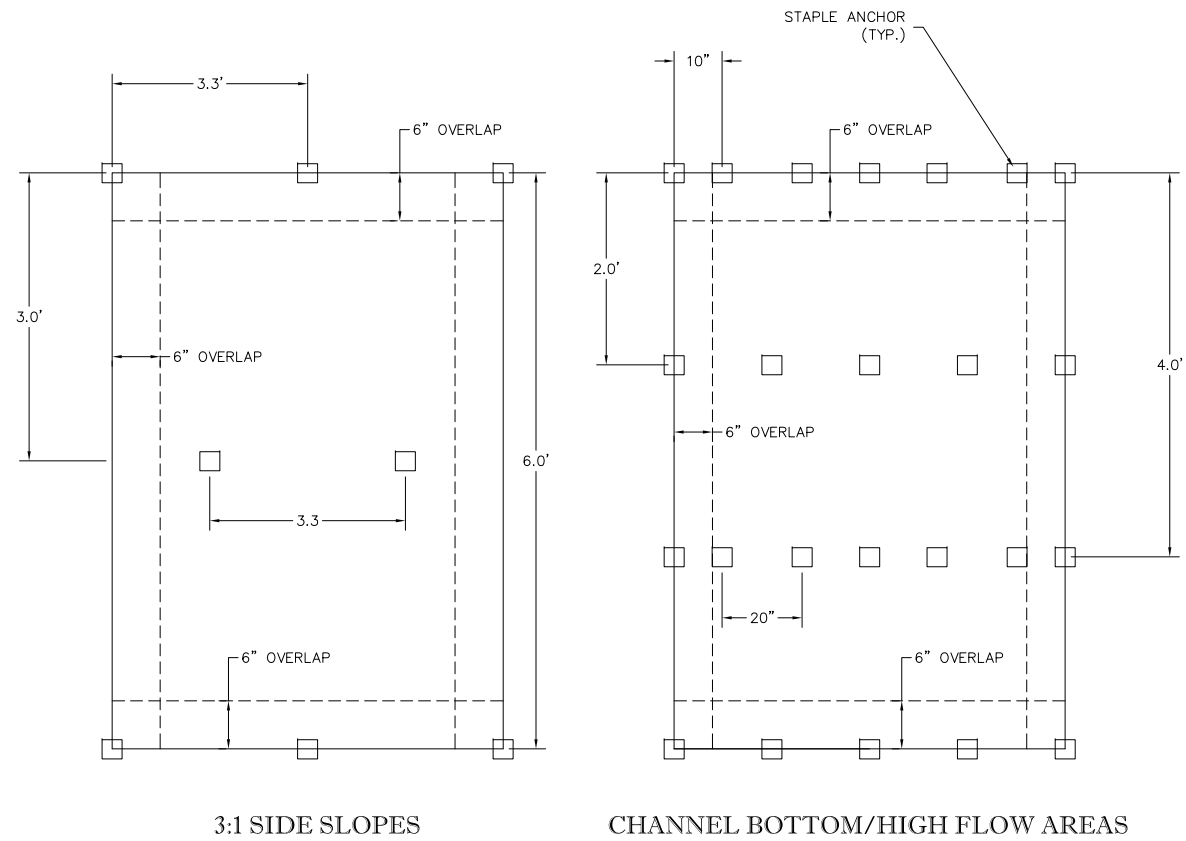 STAPLE ANCHOR
(TYP.)
3.3'
10"
6" OVERLAP
6" OVERLAP
3.0'
2.0'
6" OVERLAP
4.0'
6" OVERLAP
6.0'
3.3
20"
6" OVERLAP
6" OVERLAP
3:1 SIDE SLOPES
CHANNEL BOTTOM/HIGH FLOW AREAS